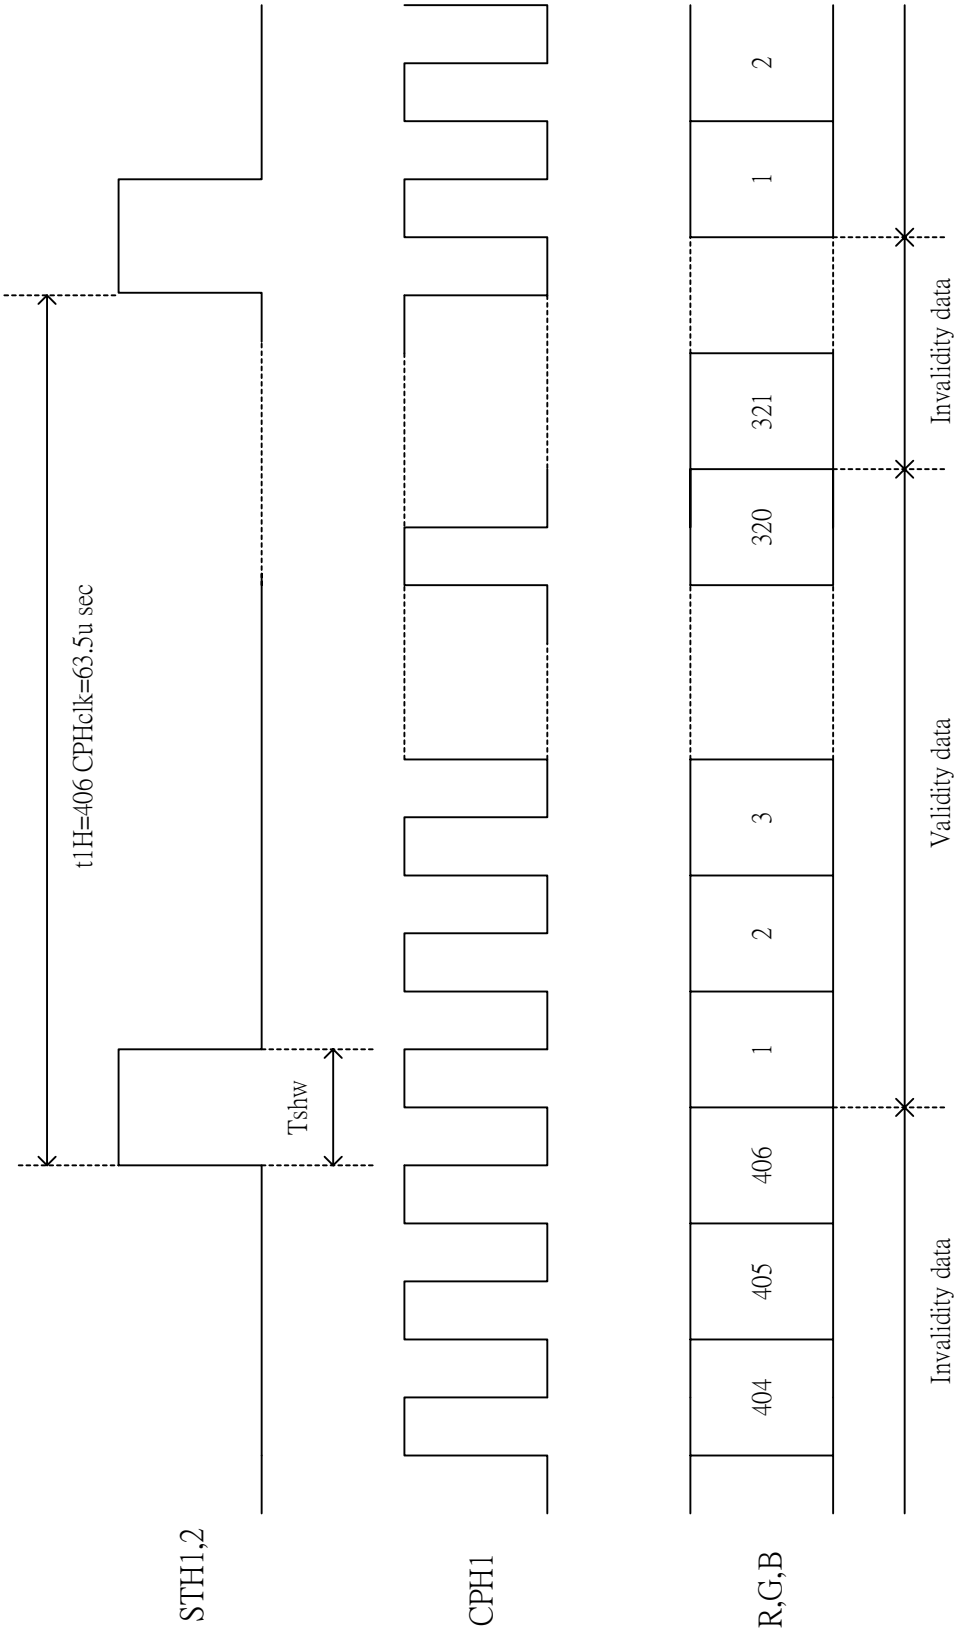 t1H=406 CPHclk=63.5u sec
STH1,2
Tshw
CPH1
R,G,B
404 405 406 1 2 3 320 321 1 2
Invalidity data Validity data Invalidity data